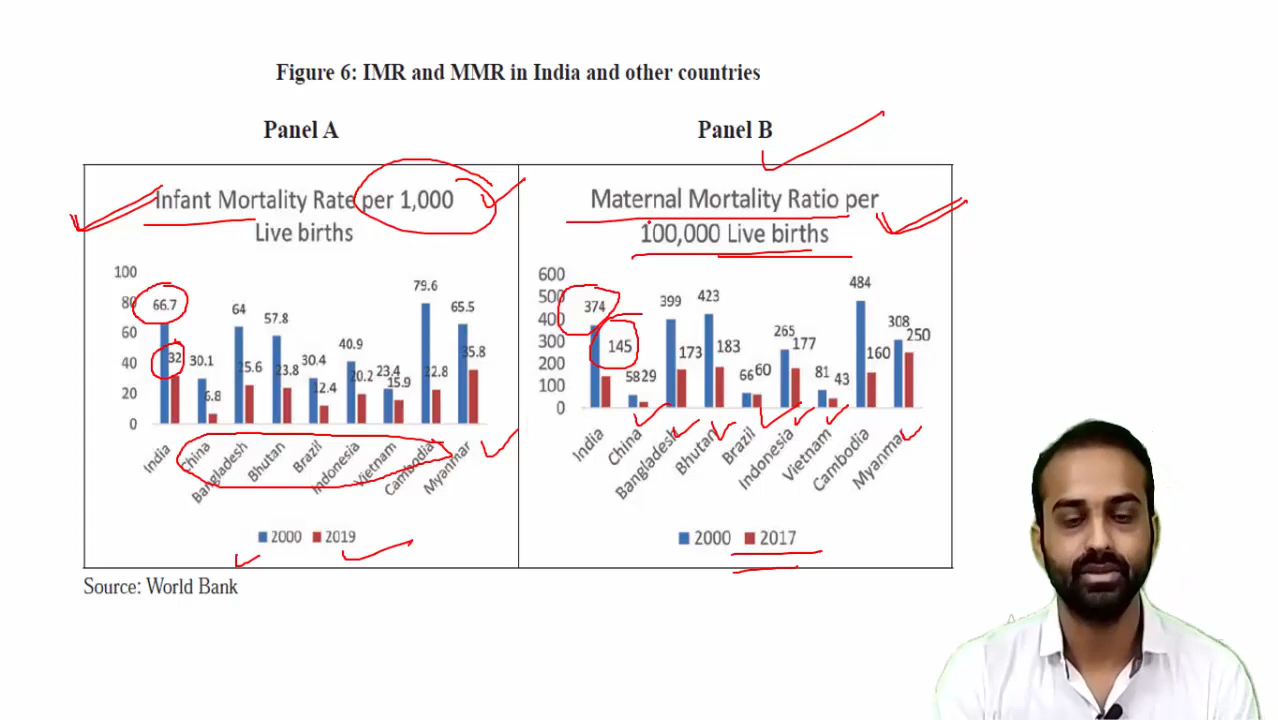 Figure 6: IMR and MMR in India and other countries
Panel A
Infant Mortality Rate per 1,000
Live births
100
80
60
40
20
0
66.7
32
30.1
6.8
64
25.6
57.8
23.8
30.4
12.4
40.9
20.2
23.4
15.9
79.6
22.8
65.5
35.8
India
China
Bangladesh
Bhutan
Brazil
Indonesia
Vietnam
Cambodia
Myanmar
2000 2019
Panel B
Maternal Mortality Ratio per
100,000 Live births
600
500
400
300
200
100
0
374
145
58
29
399
173
423
183
66
60
265
177
81
43
484
160
308
250
India
China
Bangladesh
Bhutan
Brazil
Indonesia
Vietnam
Cambodia
Myanmar
2000 2017
Source: World Bank